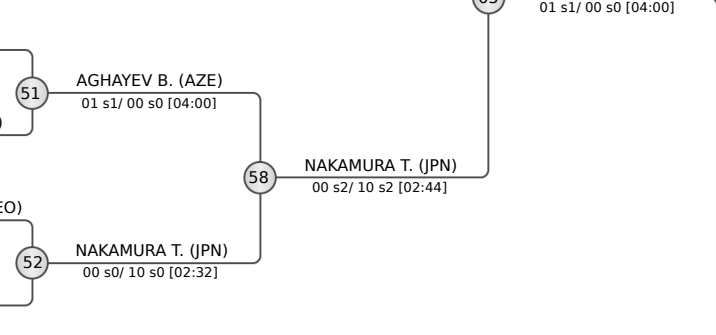 01 s1/ 00 s0 [04:00]
AGHAYEV B. (AZE)
51
01 s1/ 00 s0 [04:00]
)
NAKAMURA T. (JPN)
58
00 s2/ 10 s2 [02:44]
EO)
NAKAMURA T. (JPN)
52
00 s0/ 10 s0 [02:32]